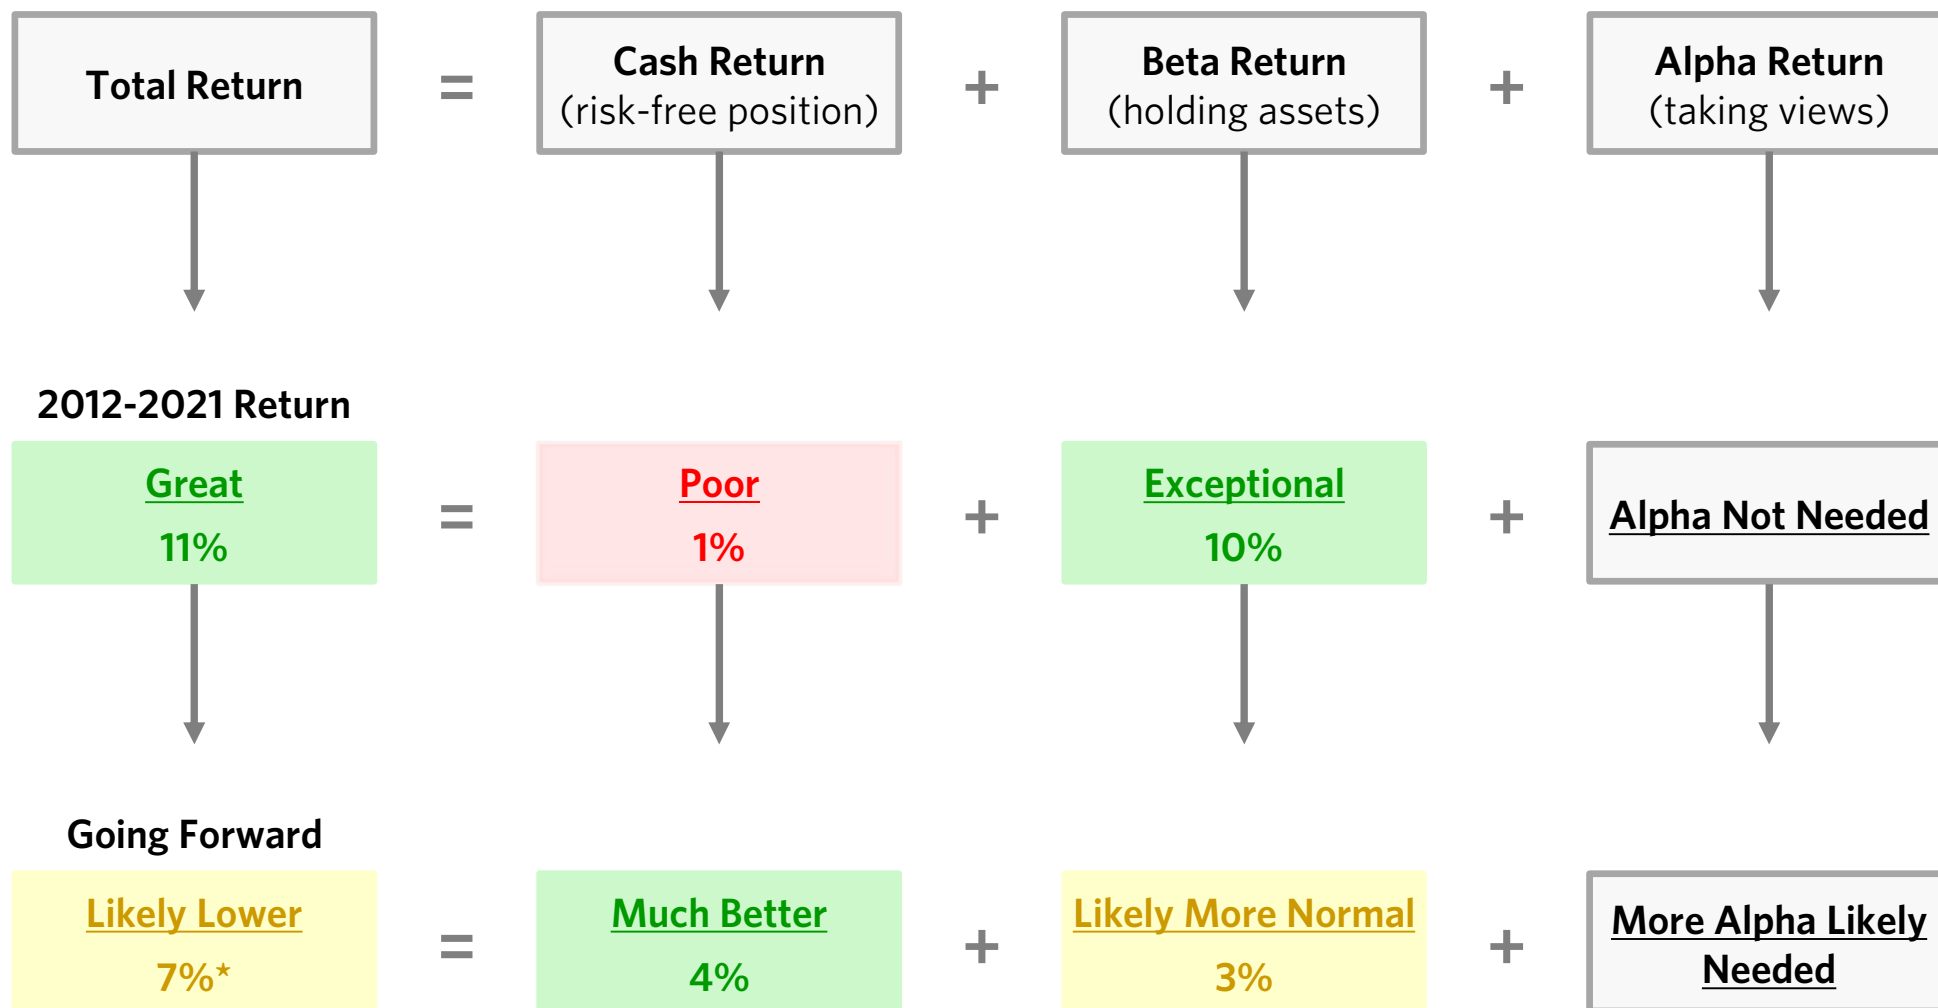 Total Return
=
Cash Return
(risk-free position)
+
Beta Return
(holding assets)
+
Alpha Return
(taking views)
2012-2021 Return
Great
11%
=
Poor
1%
+
Exceptional
10%
+
Alpha Not Needed
Going Forward
Likely Lower
7%*
=
Much Better
4%
+
Likely More Normal
3%
+
More Alpha Likely
Needed